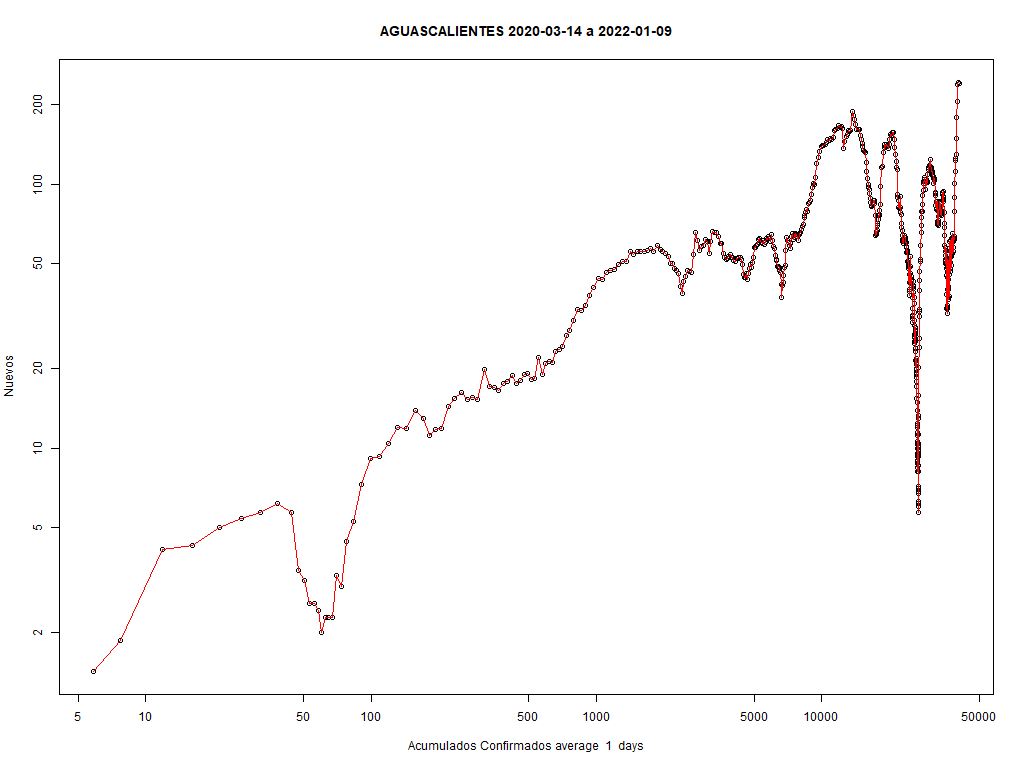 AGUASCALIENTES 2020-03-14 a 2022-01-09
200
100
50
20
10
5
2
Nuevos
5 10 50 100 500 1000 5000 10000 50000
Acumulados Confirmados average 1 days